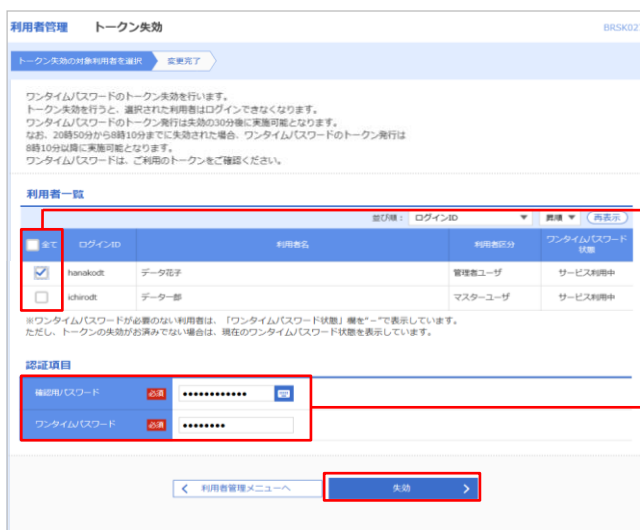 利用者管理 トークン失効 BRSK02
トークン失効の対象利用者を選択 変更完了
ワンタイムパスワードのトークン失効を行います。
トークン失効を行うと、選択された利用者はログインできなくなります。
ワンタイムパスワードのトークン発行は失効の30分後に実施可能となります。
なお、20時50分から8時10分までに失効された場合、ワンタイムパスワードのトークン発行は
8時10分以降に実施可能となります。
ワンタイムパスワードは、ご利用のトークンをご確認ください。
利用者一覧
並び順： ログインID 昇順 再表示
全て ログインID 利用者名 利用者区分 ワンタイムパスワード
状態
hanakodt データ花子 管理者ユーザ サービス利用中
ichirodt データ一郎 マスターユーザ サービス利用中
※ワンタイムパスワードが必要のない利用者は、「ワンタイムパスワード状態」欄を"－"で表示しています。
ただし、トークンの失効がお済みでない場合は、現在のワンタイムパスワード状態を表示しています。
認証項目
確認用パスワード 必須 ••••••••••••
ワンタイムパスワード 必須 ••••••••
利用者管理メニューへ 失効